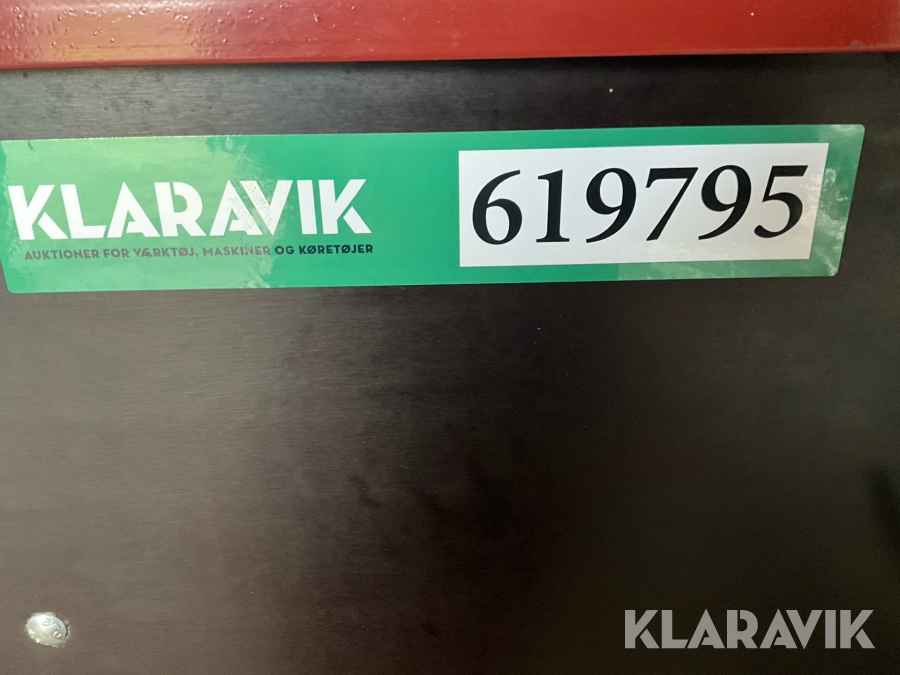 KLARAVIK
AUKTIONER FOR VÆRKTØJ, MASKINER OG KØRETØJER
619795
KLARAVIK